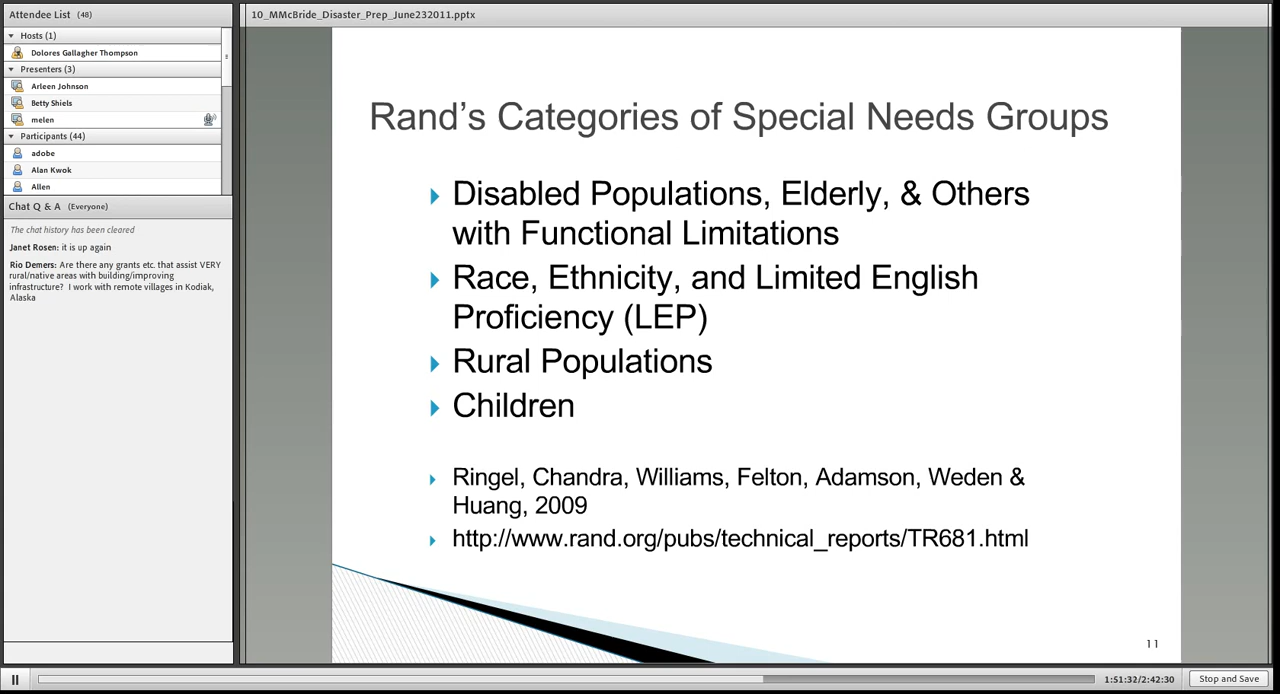 Attendee List (48)
Hosts (1)
Dolores Gallagher Thompson
Presenters (3)
Arleen Johnson
Betty Shiels
melen
Participants (44)
adobe
Alan Kwok
Allen
Chat Q & A (Everyone)
The chat history has been cleared
Janet Rosen: it is up again
Rio Demers: Are there any grants etc. that assist VERY
rural/native areas with building/improving
infrastructure? I work with remote villages in Kodiak,
Alaska
10_MMcBride_Disaster_Prep_June232011.pptx
Rand's Categories of Special Needs Groups
Disabled Populations, Elderly, & Others
with Functional Limitations
Race, Ethnicity, and Limited English
Proficiency (LEP)
Rural Populations
Children
Ringel, Chandra, Williams, Felton, Adamson, Weden &
Huang, 2009
http://www.rand.org/pubs/technical_reports/TR681.html
11
1:51:32/2:42:30
Stop and Save